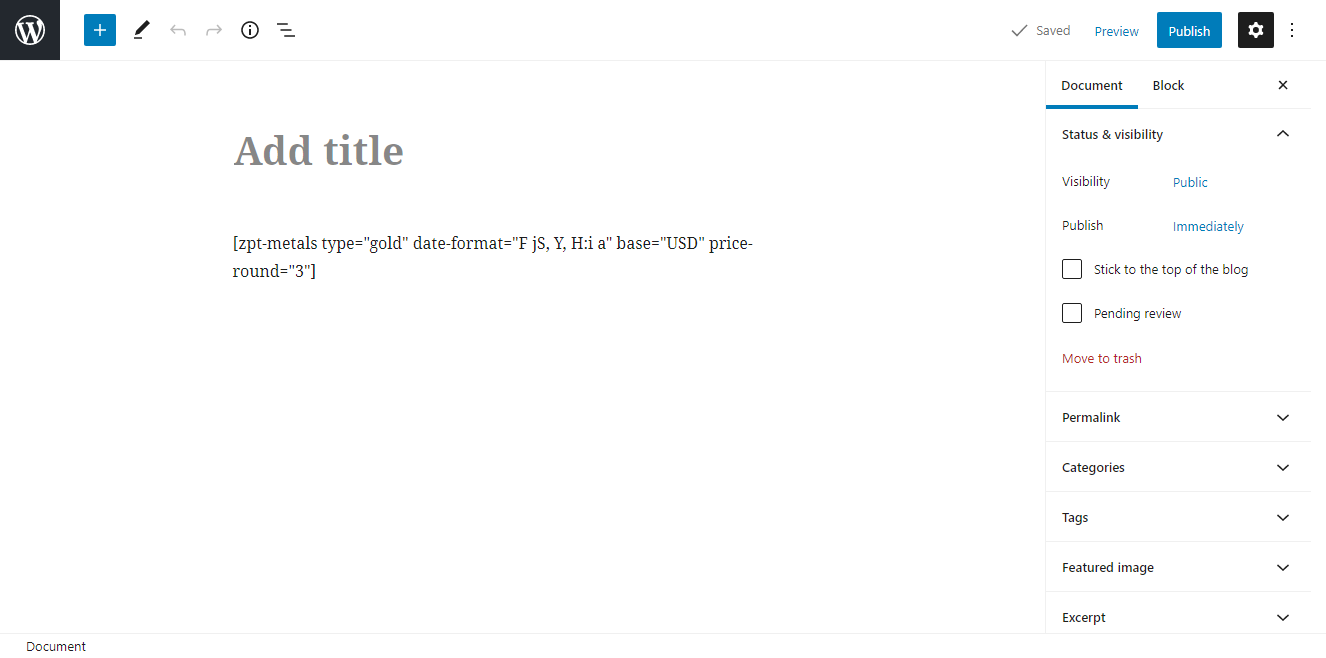 Saved
Preview
Publish
Document
Block
Add title
[zpt-metals type="gold" date-format="F jS, Y, H:i a" base="USD" price-
round="3"]
Status & visibility
Visibility
Public
Publish
Immediately
Stick to the top of the blog
Pending review
Move to trash
Permalink
Categories
Tags
Featured image
Excerpt
Document